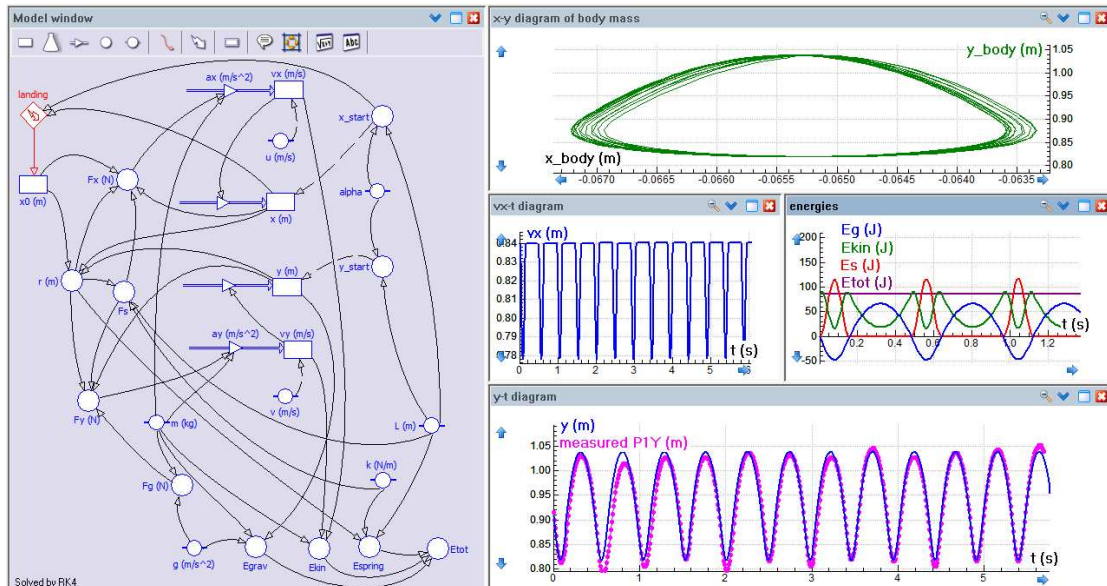 Model window
√x+y
Abc
landing
ax (m/s^2)
vx (m/s)
x_start
u (m/s)
Fx (N)
x0 (m)
alpha
x (m)
r (m)
y (m)
y_start
Fs
ay (m/s^2)
vy (m/s)
v (m/s)
Fy (N)
m (kg)
L (m)
k (N/m)
Fg (N)
g (m/s^2)
Egrav
Ekin
Espring
Etot
Solved by RK4
x-y diagram of body mass
y_body (m)
1.05
1.00
0.95
0.90
0.85
0.80
x_body (m)
-0.0670 -0.0665 -0.0660 -0.0655 -0.0650 -0.0645 -0.0640 -0.0635
vx-t diagram
vx (m)
0.84
0.83
0.82
0.81
0.80
0.79
0.78
t (s)
0 1 2 3 4 5 6
energies
Eg (J)
Ekin (J)
Es (J)
Etot (J)
200
150
100
50
0
-50
t (s)
0.2 0.4 0.6 0.8 1.0 1.2
y-t diagram
y (m)
measured P1Y (m)
1.05
1.00
0.95
0.90
0.85
0.80
t (s)
0 1 2 3 4 5